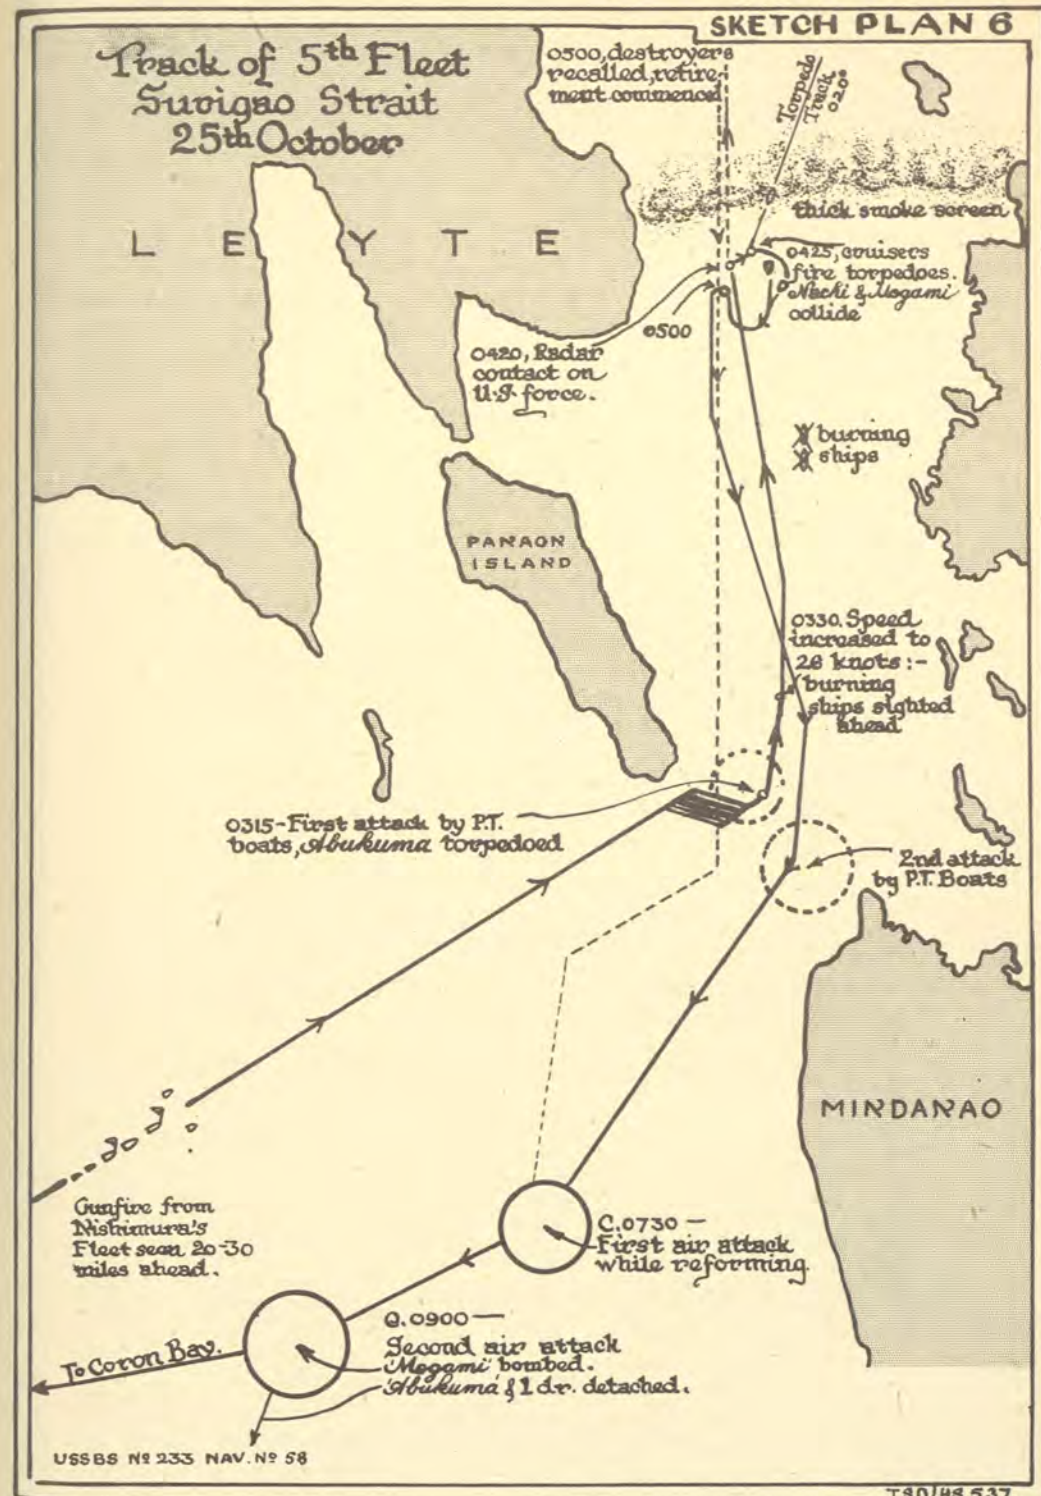 SKETCH PLAN 6
Track of 5th Fleet
Surigao Strait
25th October
0500, destroyers
recalled, retire-
ment commenced
Torpedo
Track
020°
thick smoke screen
L E Y T E
0425, cruisers
fire torpedoes.
Nachi & Mogami
collide
0500
0420, Radar
contact on
U.S. force.
burning
ships
PANAON
ISLAND
0330. Speed
increased to
26 knots :-
burning
ships sighted
ahead
0315-First attack by P.T.
boats, Abukuma torpedoed
2nd attack
by P.T. Boats
MINDANAO
Gunfire from
Nishimura's
Fleet seen 20-30
miles ahead.
C.0730 —
First air attack
while reforming.
0900 —
Second air attack
'Mogami' bombed.
'Abukuma' & 1 dr. detached.
To Coron Bay.
USSBS Nº 233 NAV. Nº 58